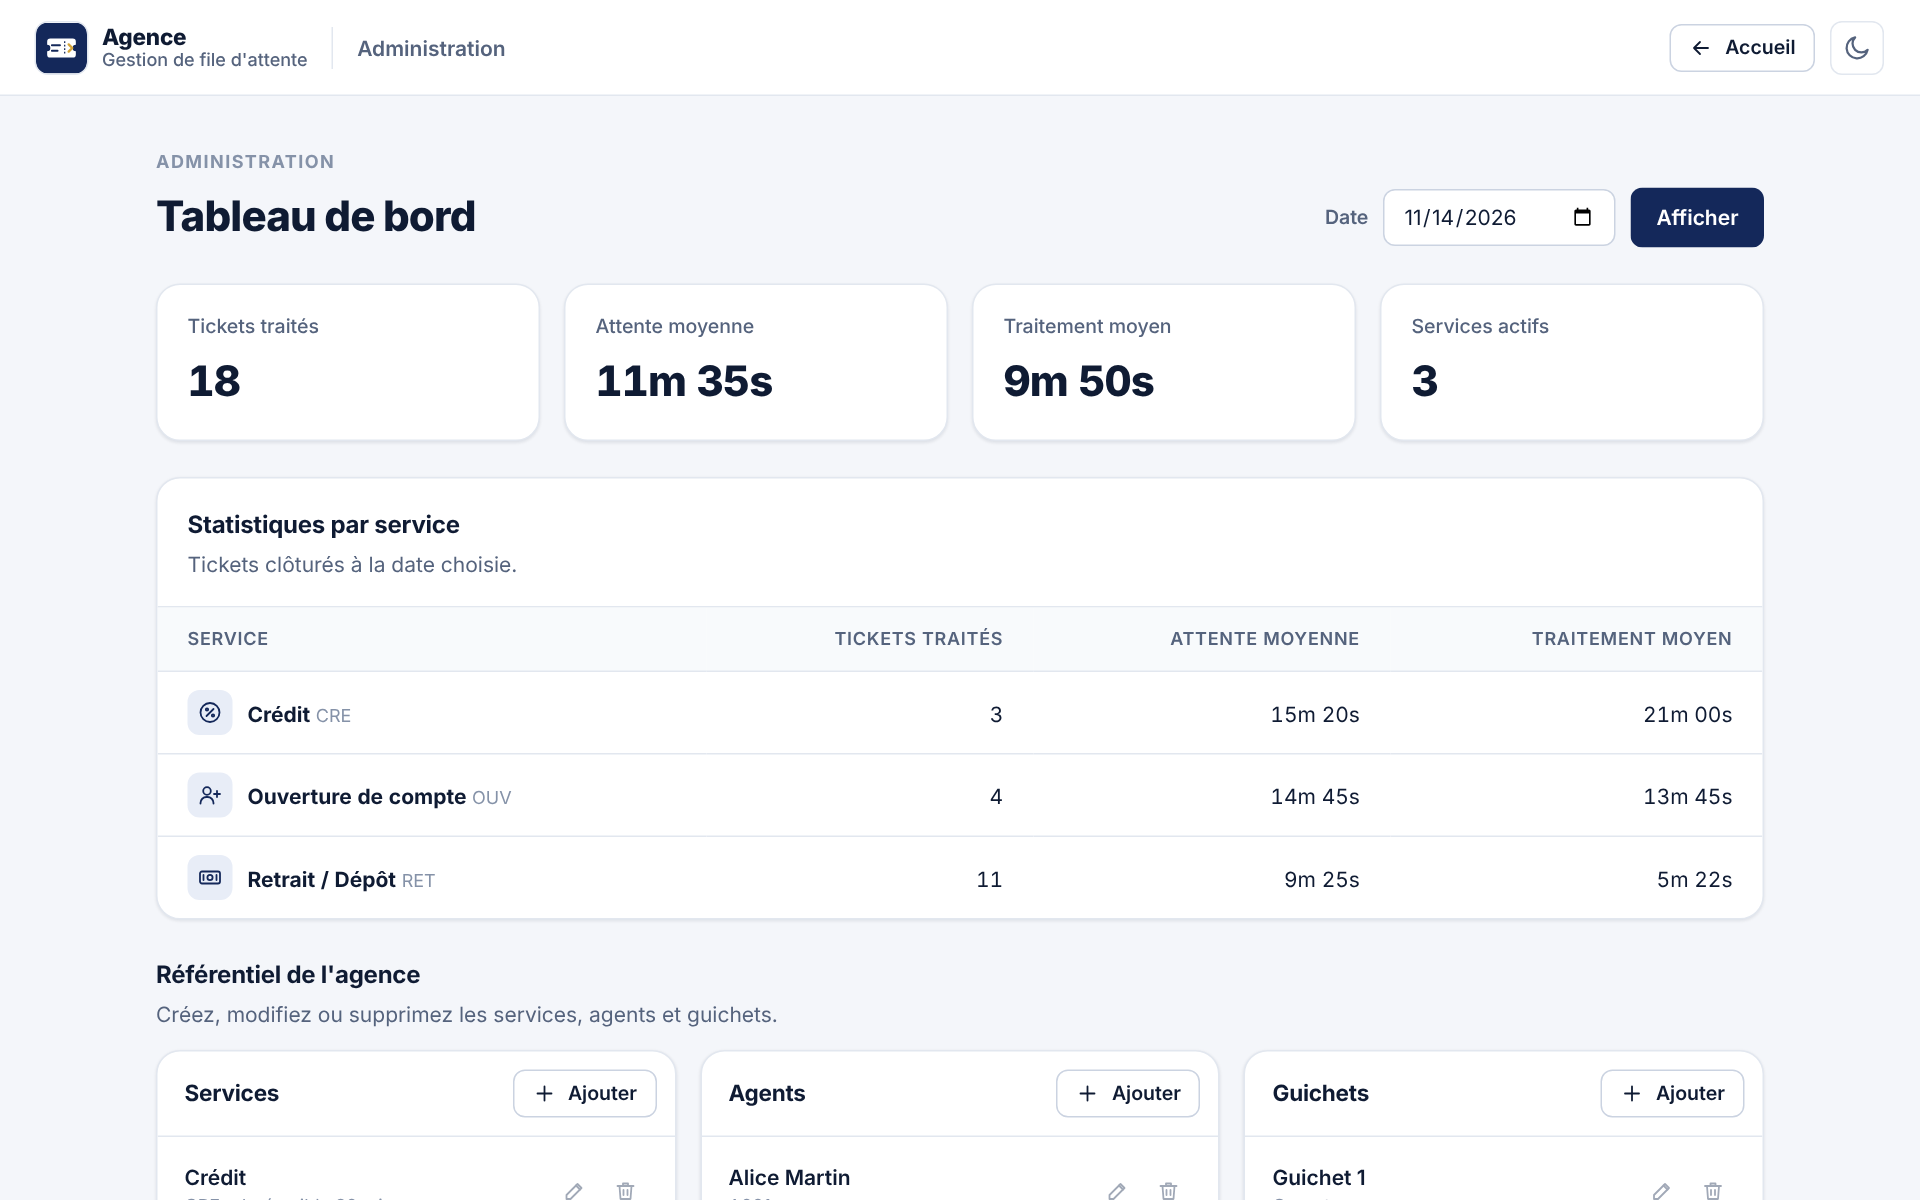 Agence
Gestion de file d'attente
Administration
Accueil
ADMINISTRATION
Tableau de bord
Date
11/14/2026
Afficher
Tickets traités
18
Attente moyenne
11m 35s
Traitement moyen
9m 50s
Services actifs
3
Statistiques par service
Tickets clôturés à la date choisie.
SERVICE TICKETS TRAITÉS ATTENTE MOYENNE TRAITEMENT MOYEN
Crédit CRE 3 15m 20s 21m 00s
Ouverture de compte OUV 4 14m 45s 13m 45s
Retrait / Dépôt RET 11 9m 25s 5m 22s
Référentiel de l'agence
Créez, modifiez ou supprimez les services, agents et guichets.
Services
Ajouter
Crédit
Agents
Ajouter
Alice Martin
Guichets
Ajouter
Guichet 1